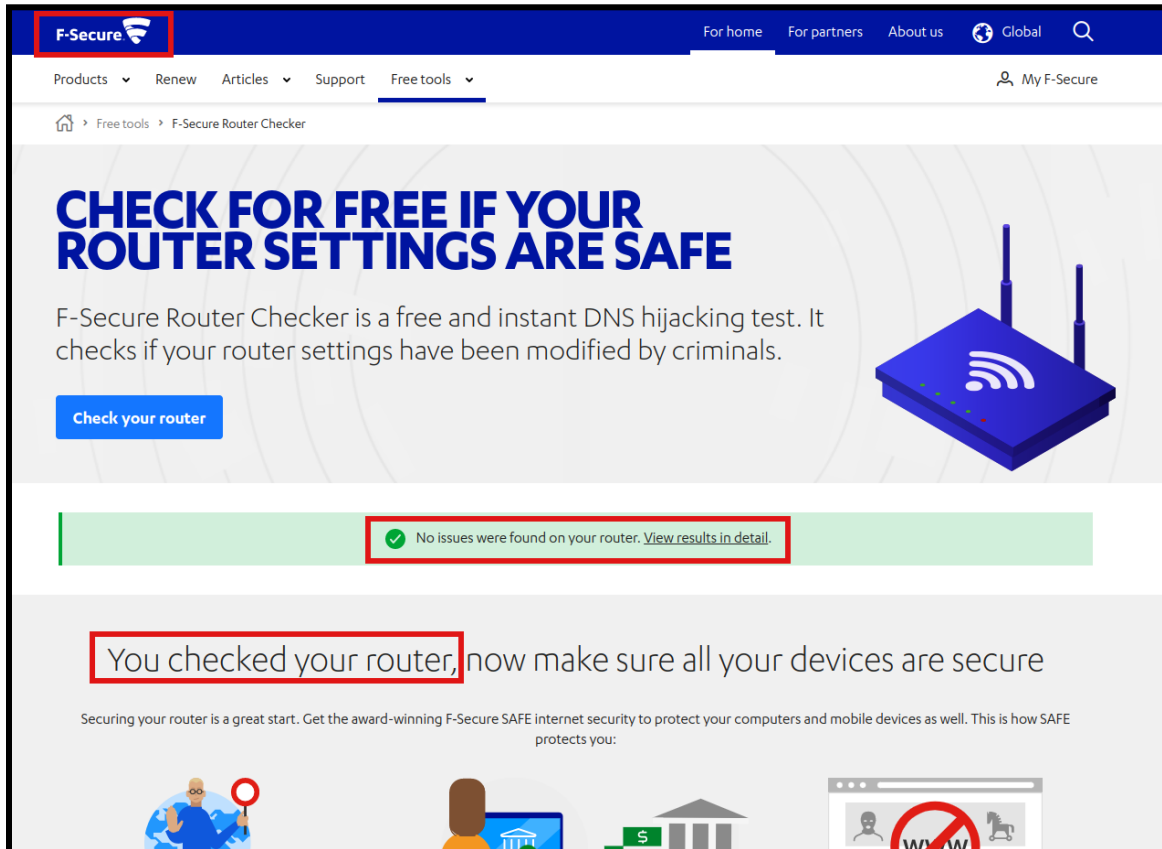 F-Secure.
For home
For partners
About us
Global
Products
Renew
Articles
Support
Free tools
My F-Secure
Free tools > F-Secure Router Checker
CHECK FOR FREE IF YOUR
ROUTER SETTINGS ARE SAFE
F-Secure Router Checker is a free and instant DNS hijacking test. It
checks if your router settings have been modified by criminals.
Check your router
No issues were found on your router. View results in detail.
You checked your router, now make sure all your devices are secure
Securing your router is a great start. Get the award-winning F-Secure SAFE internet security to protect your computers and mobile devices as well. This is how SAFE
protects you:
$
WWW